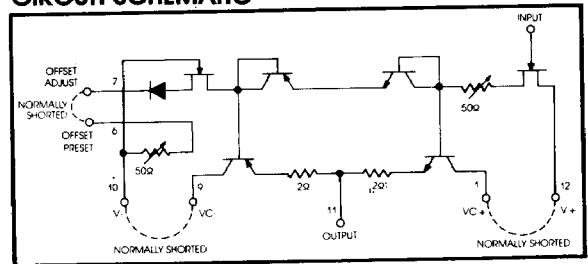 CIRCUIT SCHEMATIC
INPUT
OFFSET
ADJUST
7
NORMALLY
SHORTED
6
OFFSET
PRESET
50Ω
50Ω
2Ω
2Ω
10
9
1
12
V-
VC
11
VC +
V +
OUTPUT
NORMALLY SHORTED
NORMALLY SHORTED